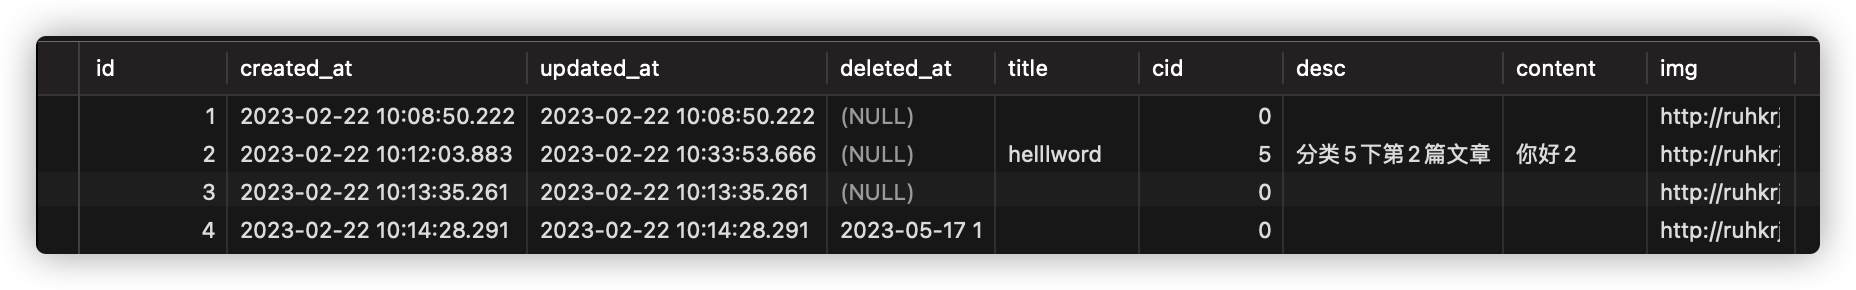 id created_at updated_at deleted_at title cid desc content img
1 2023-02-22 10:08:50.222 2023-02-22 10:08:50.222 (NULL) 0 http://ruhkrj
2 2023-02-22 10:12:03.883 2023-02-22 10:33:53.666 (NULL) helllword 5 分类5下第2篇文章 你好2 http://ruhkrj
3 2023-02-22 10:13:35.261 2023-02-22 10:13:35.261 (NULL) 0 http://ruhkrj
4 2023-02-22 10:14:28.291 2023-02-22 10:14:28.291 2023-05-17 1 0 http://ruhkrj